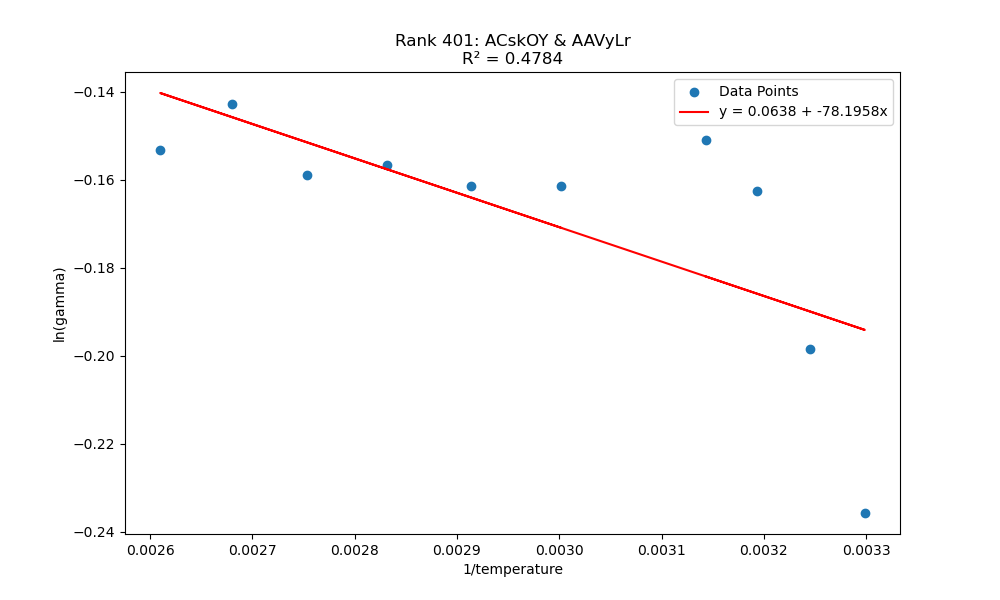 Rank 401: ACskOY & AAVyLr
R² = 0.4784
Data Points
y = 0.0638 + -78.1958x
ln(gamma)
−0.14
−0.16
−0.18
−0.20
−0.22
−0.24
0.0026 0.0027 0.0028 0.0029 0.0030 0.0031 0.0032 0.0033
1/temperature